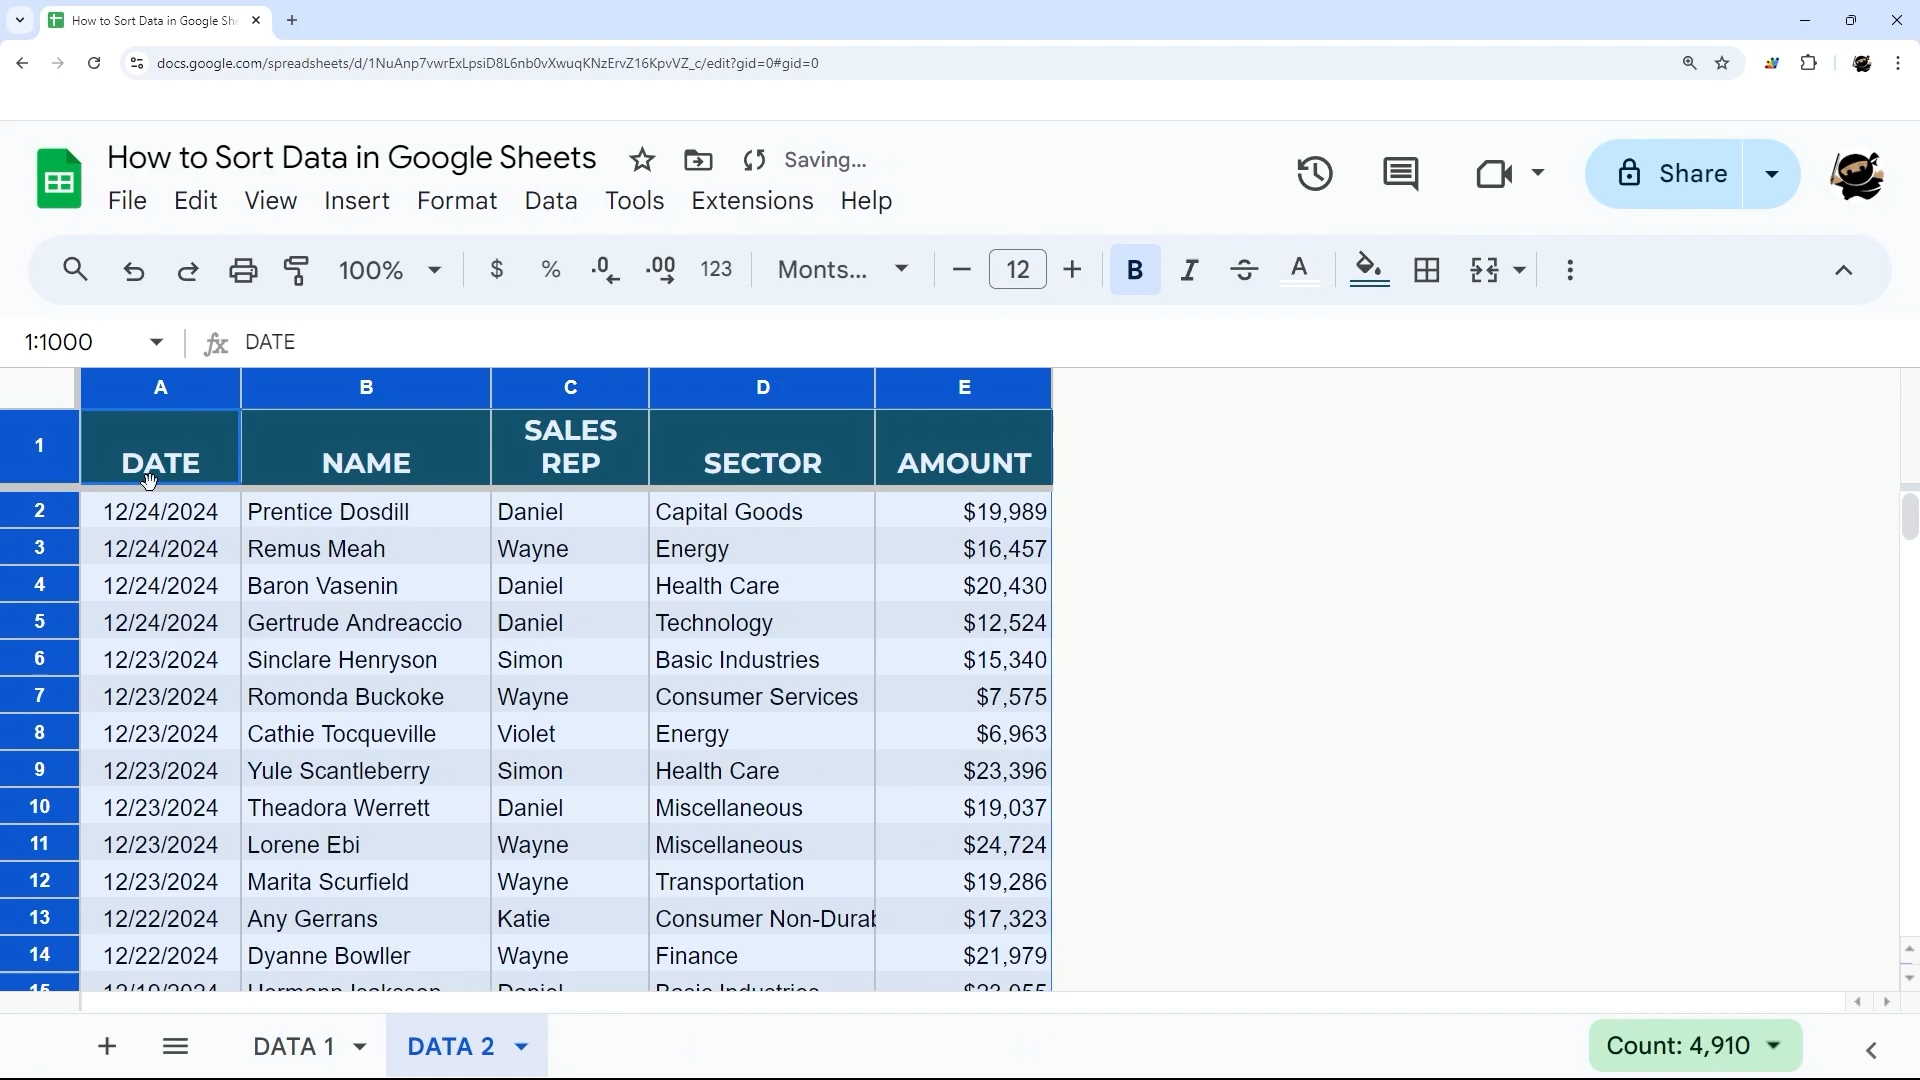 How to Sort Data in Google She
docs.google.com/spreadsheets/d/1NuAnp7vwrExLpsiD8L6nb0vXwuqKNzErvZ16KpvVZ_c/edit?gid=0#gid=0
How to Sort Data in Google Sheets Saving...
File Edit View Insert Format Data Tools Extensions Help
Share
100% $ % .0 .00 123 Monts... 12 B I A
1:1000 fx DATE
A B C D E
1 DATE NAME SALES REP SECTOR AMOUNT
2 12/24/2024 Prentice Dosdill Daniel Capital Goods $19,989
3 12/24/2024 Remus Meah Wayne Energy $16,457
4 12/24/2024 Baron Vasenin Daniel Health Care $20,430
5 12/24/2024 Gertrude Andreaccio Daniel Technology $12,524
6 12/23/2024 Sinclare Henryson Simon Basic Industries $15,340
7 12/23/2024 Romonda Buckoke Wayne Consumer Services $7,575
8 12/23/2024 Cathie Tocqueville Violet Energy $6,963
9 12/23/2024 Yule Scantleberry Simon Health Care $23,396
10 12/23/2024 Theadora Werrett Daniel Miscellaneous $19,037
11 12/23/2024 Lorene Ebi Wayne Miscellaneous $24,724
12 12/23/2024 Marita Scurfield Wayne Transportation $19,286
13 12/22/2024 Any Gerrans Katie Consumer Non-Durab $17,323
14 12/22/2024 Dyanne Bowller Wayne Finance $21,979
15 Daniel Basic Industries
DATA 1 DATA 2 Count: 4,910